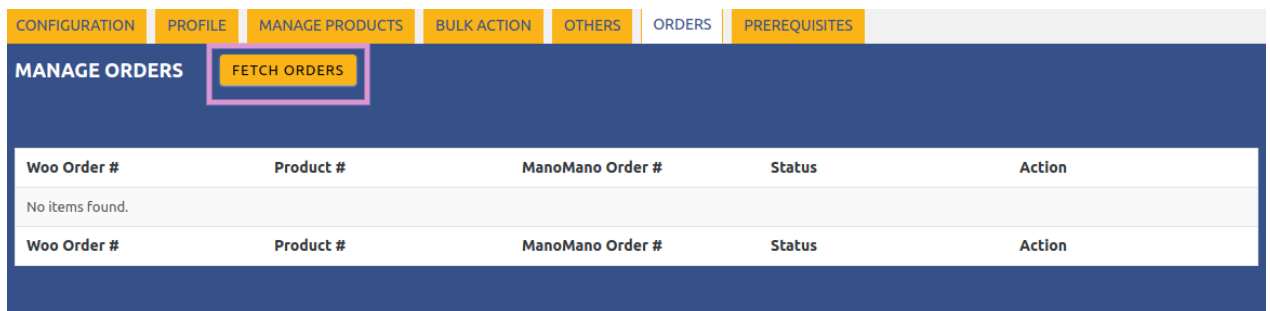 CONFIGURATION PROFILE MANAGE PRODUCTS BULK ACTION OTHERS ORDERS PREREQUISITES
MANAGE ORDERS FETCH ORDERS
Woo Order # Product # ManoMano Order # Status Action
No items found.
Woo Order # Product # ManoMano Order # Status Action